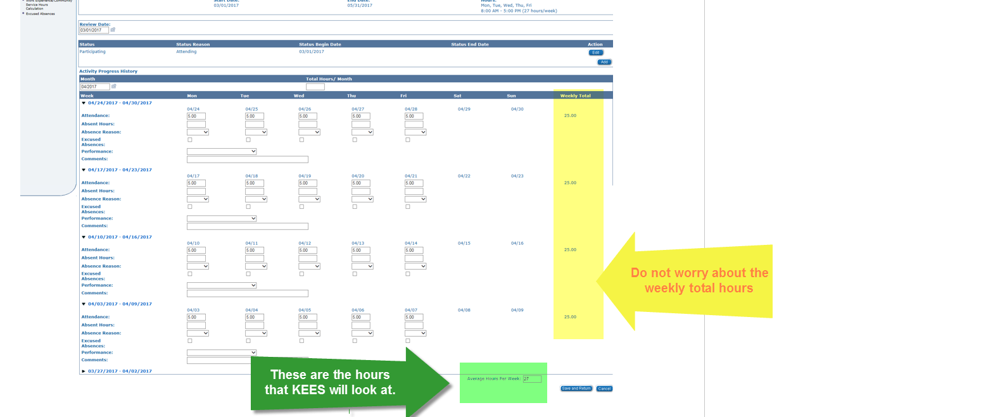 Work Experience/Community
Service Hours
Calculation
Excused Absences
Start Date:
03/01/2017
End Date:
05/31/2017
Hours:
Mon, Tue, Wed, Thu, Fri
8:00 AM - 5:00 PM (27 hours/week)
Review Date:
03/01/2017
Status Status Reason Status Begin Date Status End Date Action
Participating Attending 03/01/2017 Edit
Add
Activity Progress History
Month Total Hours/ Month
04/2017
Week Mon Tue Wed Thu Fri Sat Sun Weekly Total
04/24/2017 - 04/30/2017
04/24 04/25 04/26 04/27 04/28 04/29 04/30
Attendance: 5.00 5.00 5.00 5.00 5.00 25.00
Absent Hours:
Absence Reason:
Excused
Absences:
Performance:
Comments:
04/17/2017 - 04/23/2017
04/17 04/18 04/19 04/20 04/21 04/22 04/23
Attendance: 5.00 5.00 5.00 5.00 5.00 25.00
Absent Hours:
Absence Reason:
Excused
Absences:
Performance:
Comments:
04/10/2017 - 04/16/2017
04/10 04/11 04/12 04/13 04/14 04/15 04/16
Attendance: 5.00 5.00 5.00 5.00 5.00 25.00
Absent Hours:
Absence Reason:
Excused
Absences:
Performance:
Comments:
Do not worry about the
weekly total hours
04/03/2017 - 04/09/2017
04/03 04/04 04/05 04/06 04/07 04/08 04/09
Attendance: 5.00 5.00 5.00 5.00 5.00 25.00
Absent Hours:
Absence Reason:
Excused
Absences:
Performance:
Comments:
03/27/2017 - 04/02/2017
These are the hours
that KEES will look at.
Average Hours Per Week: 27
Save and Return Cancel